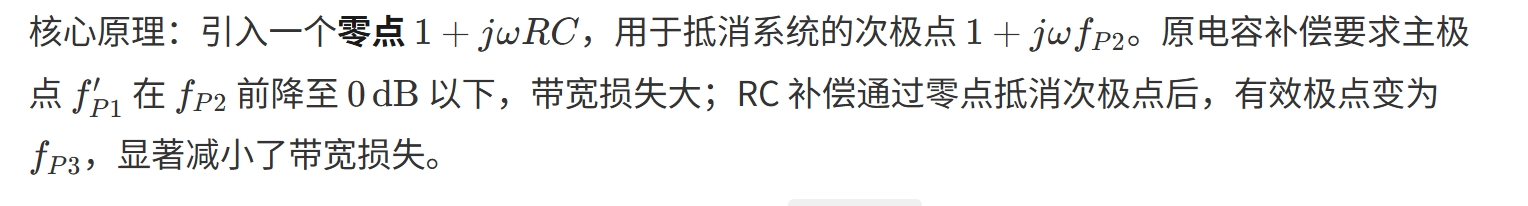 核心原理：引入一个零点 1 + jωRC，用于抵消系统的次极点 1 + jωf_{P2}。原电容补偿要求主极
点 f′_{P1} 在 f_{P2} 前降至 0 dB 以下，带宽损失大；RC 补偿通过零点抵消次极点后，有效极点变为
f_{P3}，显著减小了带宽损失。